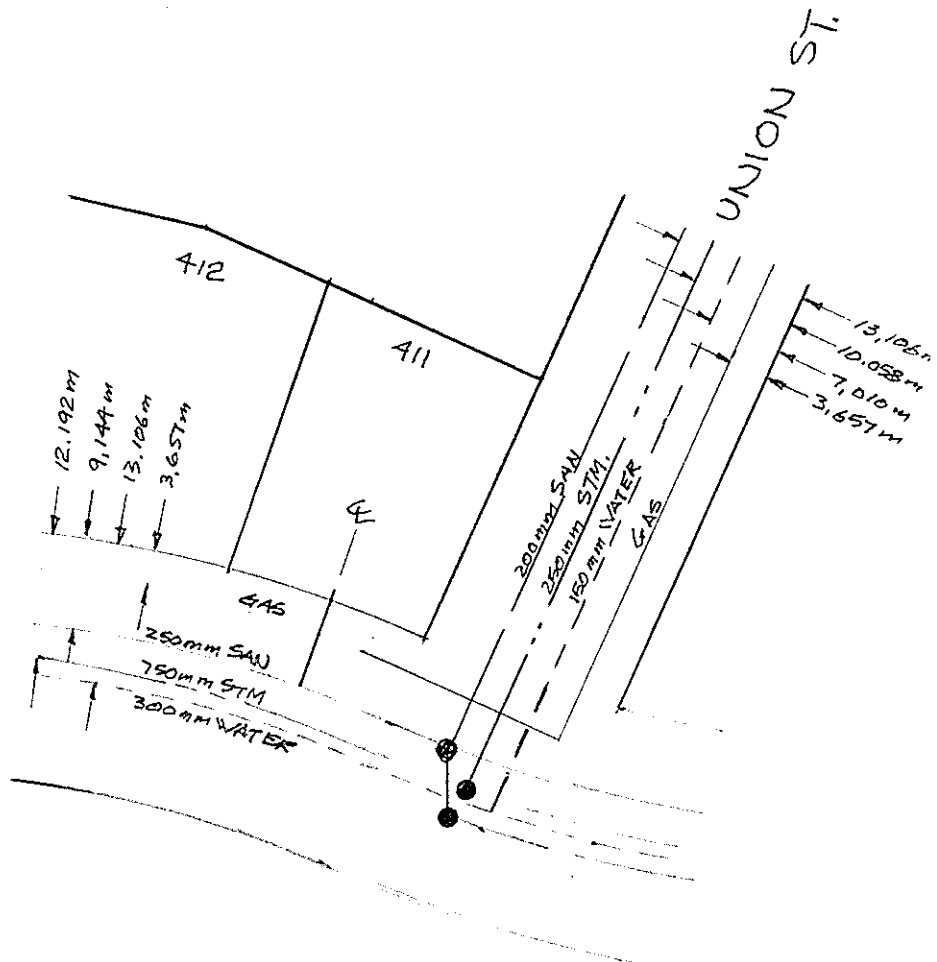 UNION ST.
412
411
13,106m
10.058m
7,010m
3,657m
12.192m
9,144m
13.106m
3,657m
200mm SAN
250mm STM.
150mm WATER
GAS
℄
GAS
250mm SAN
750mm STM
300mm WATER